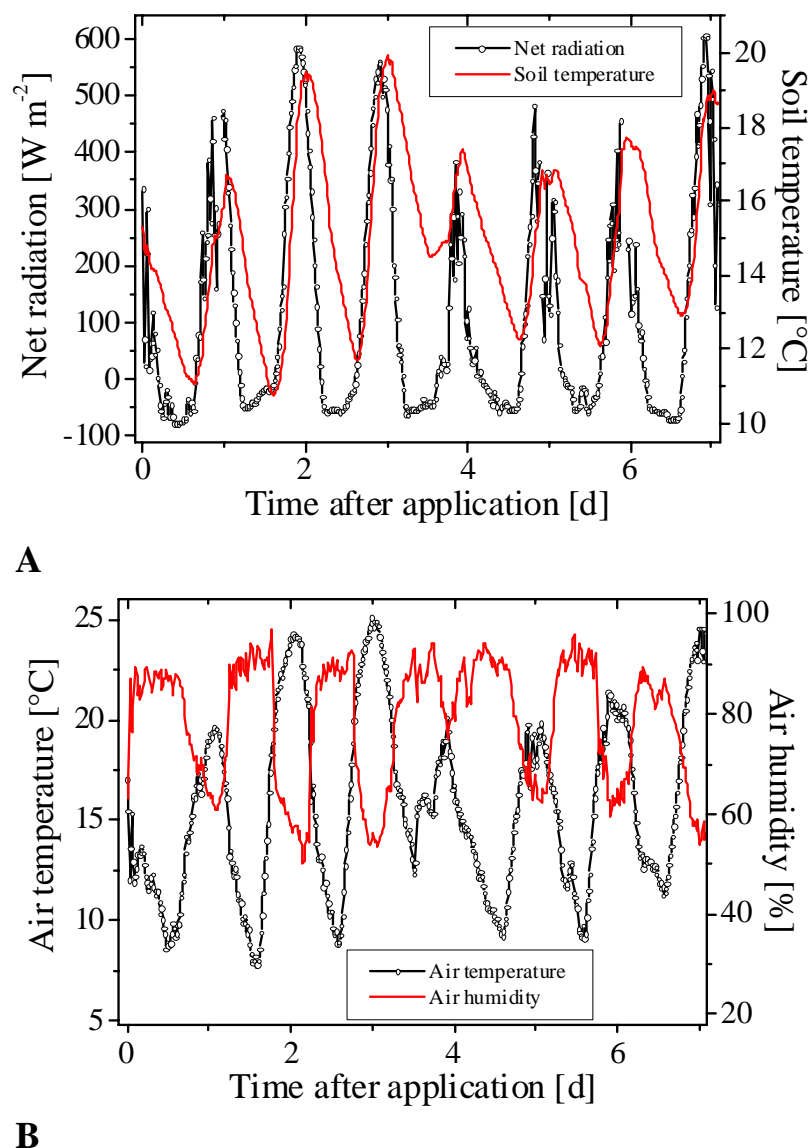 Net radiation
Soil temperature
600
500
400
300
200
100
0
-100
Net radiation [W m-2]
20
18
16
14
12
10
Soil temperature [°C]
0 2 4 6
Time after application [d]
A
25
20
15
10
5
Air temperature [°C]
100
80
60
40
20
Air humidity [%]
Air temperature
Air humidity
0 2 4 6
Time after application [d]
B